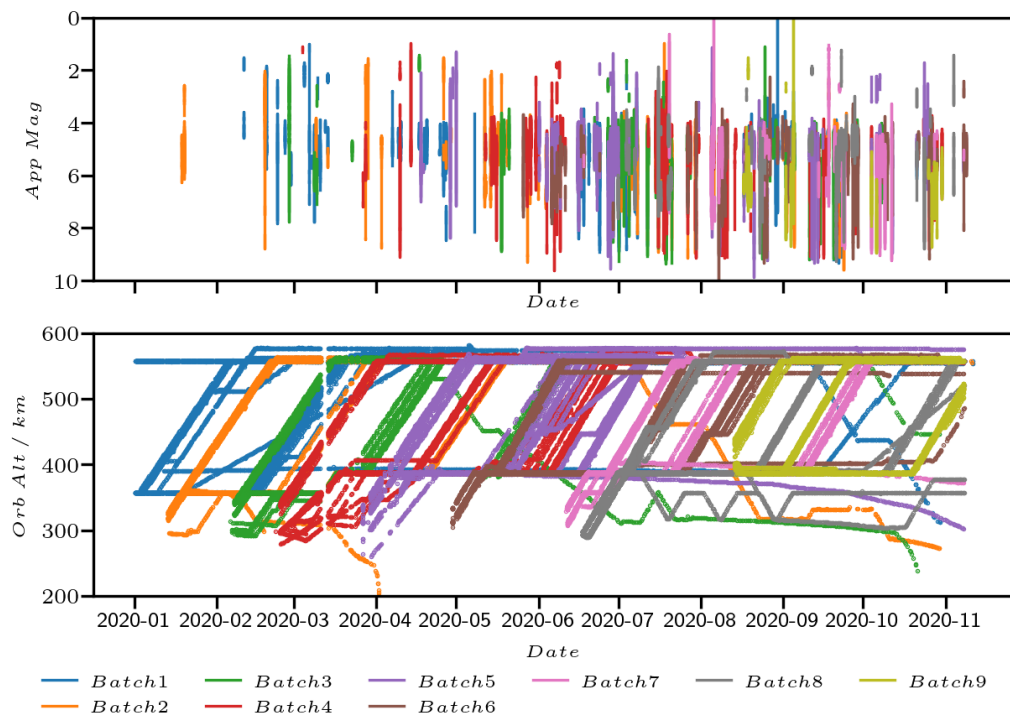 0
2
4
6
8
10
App Mag
Date
600
500
400
300
200
Orb Alt / km
2020-01 2020-02 2020-03 2020-04 2020-05 2020-06 2020-07 2020-08 2020-09 2020-10 2020-11
Date
Batch1 Batch3 Batch5 Batch7 Batch8 Batch9
Batch2 Batch4 Batch6